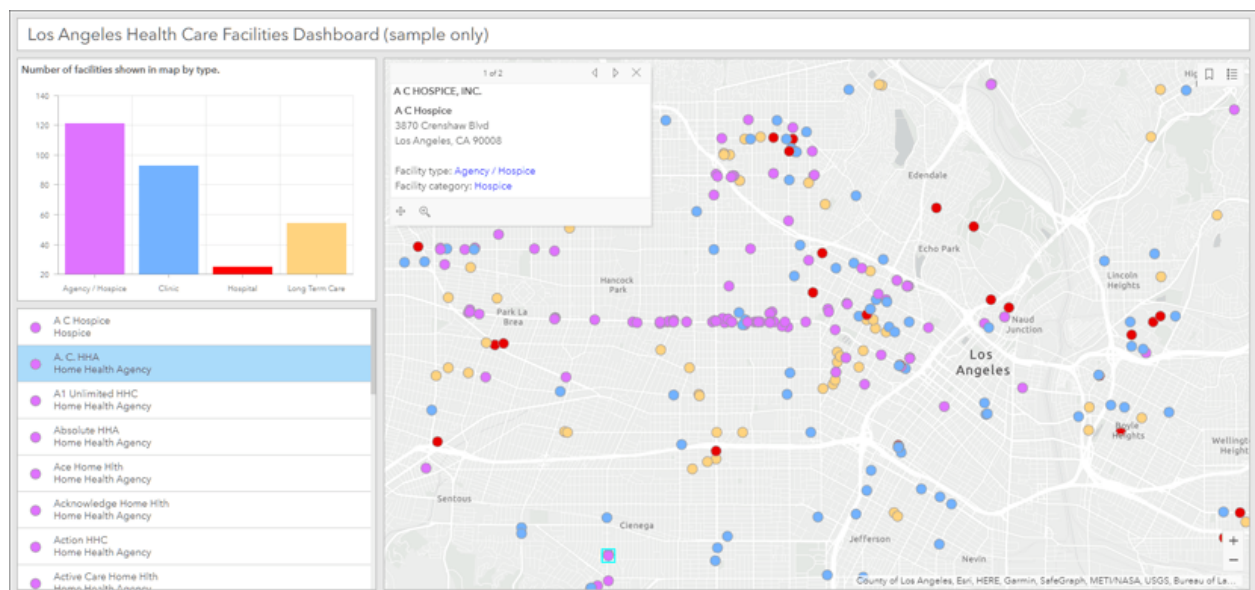 Los Angeles Health Care Facilities Dashboard (sample only)
Number of facilities shown in map by type.
140
120
100
80
60
40
20
Agency / Hospice
Clinic
Hospital
Long Term Care
A C Hospice
Hospice
A. C. HHA
Home Health Agency
A1 Unlimited HHC
Home Health Agency
Absolute HHA
Home Health Agency
Ace Home Hlth
Home Health Agency
Acknowledge Home Hlth
Home Health Agency
Action HHC
Home Health Agency
Active Care Home Hlth
Home Health Agency
1 of 2
A C HOSPICE, INC.
A C Hospice
3870 Crenshaw Blvd
Los Angeles, CA 90008
Facility type: Agency / Hospice
Facility category: Hospice
Edendale
Echo Park
Hancock
Park
Park La
Brea
Lincoln
Heights
Naud
Junction
Los
Angeles
Boyle
Heights
Wellingt
Height
Sentous
Cienega
Jefferson
Nevin
+
−
County of Los Angeles, Esri, HERE, Garmin, SafeGraph, METI/NASA, USGS, Bureau of La...